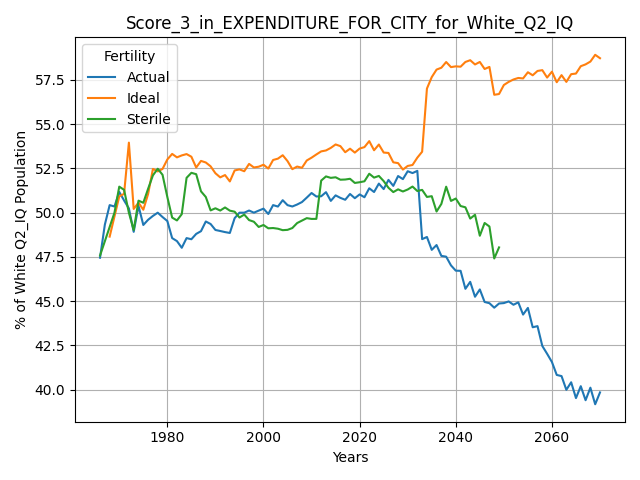 Score_3_in_EXPENDITURE_FOR_CITY_for_White_Q2_IQ
Fertility
Actual
Ideal
Sterile
% of White Q2_IQ Population
57.5
55.0
52.5
50.0
47.5
45.0
42.5
40.0
1980 2000 2020 2040 2060
Years